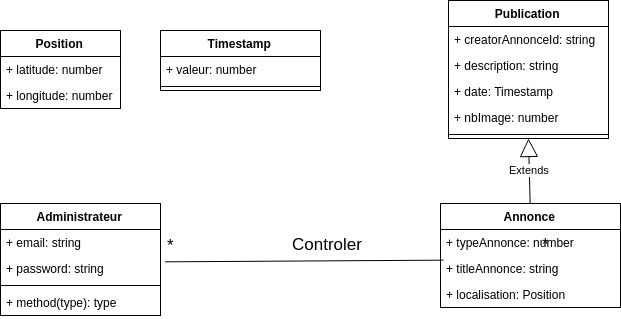 Publication
+ creatorAnnonceId: string
+ description: string
+ date: Timestamp
+ nbImage: number
Position
+ latitude: number
+ longitude: number
Timestamp
+ valeur: number
Extends
Administrateur
+ email: string
+ password: string
+ method(type): type
*
Controler
Annonce
+ typeAnnonce: number
*
+ titleAnnonce: string
+ localisation: Position